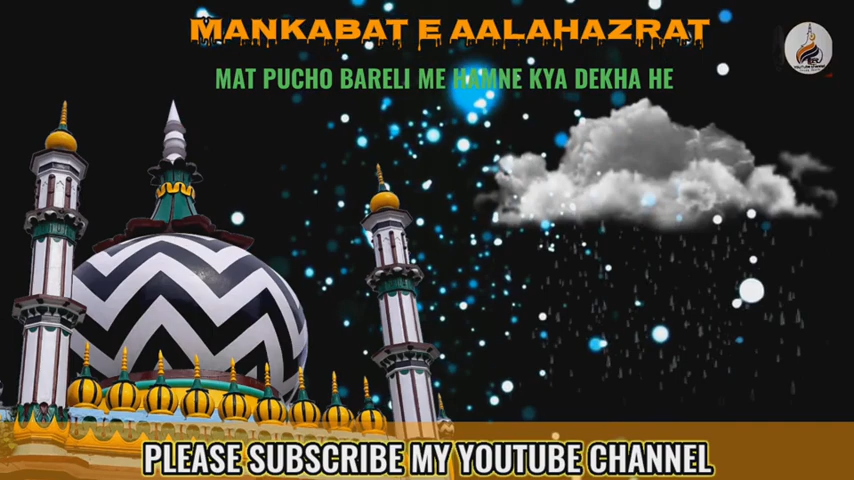 MANKABAT E AALAHAZRAT
MAT PUCHO BARELI ME HAMNE KYA DEKHA HE
PLEASE SUBSCRIBE MY YOUTUBE CHANNEL